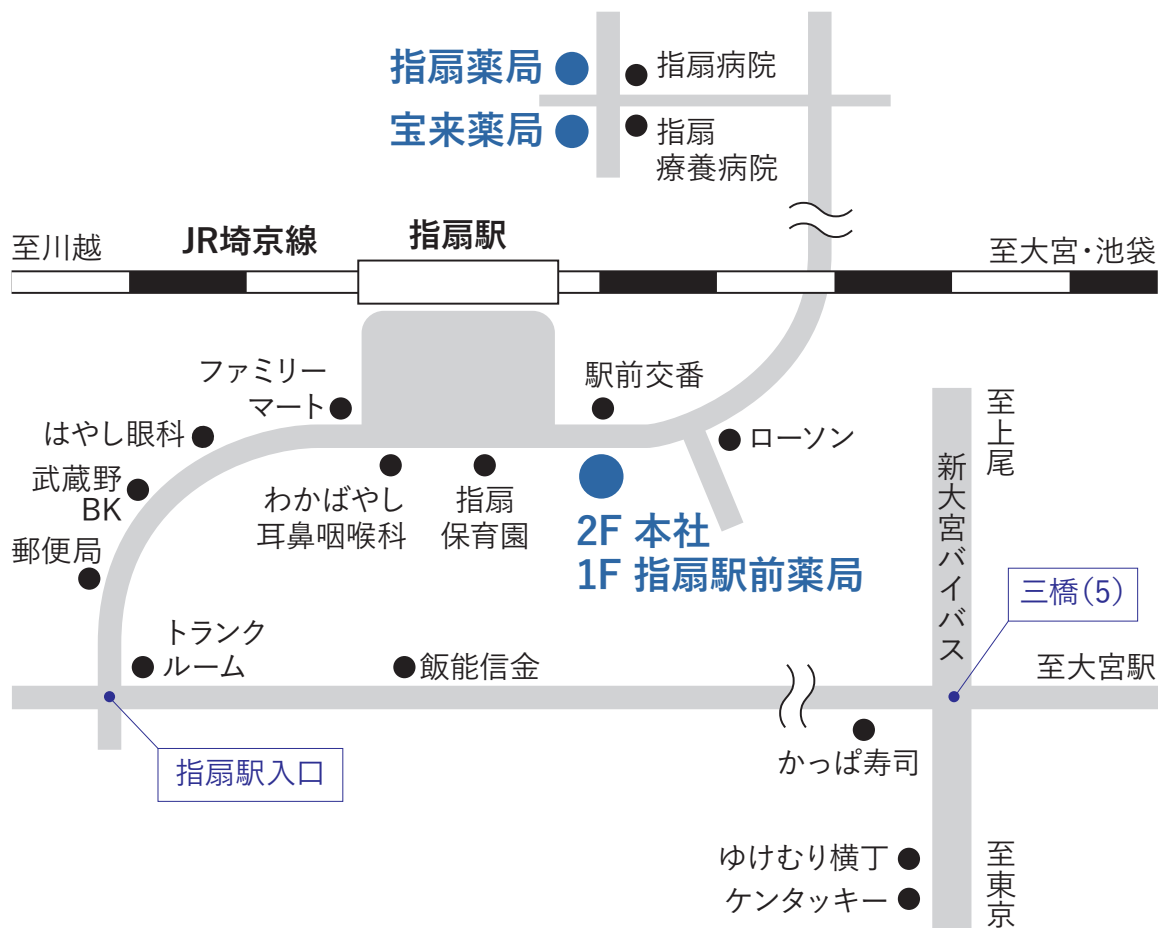 指扇薬局
指扇病院
宝来薬局
指扇
療養病院
至川越
JR埼京線
指扇駅
至大宮・池袋
ファミリー
マート
駅前交番
はやし眼科
ローソン
至上尾
武蔵野
BK
わかばやし
耳鼻咽喉科
指扇
保育園
新大宮バイパス
2F 本社
1F 指扇駅前薬局
郵便局
三橋(5)
トランク
ルーム
飯能信金
至大宮駅
指扇駅入口
かっぱ寿司
ゆけむり横丁
ケンタッキー
至東京